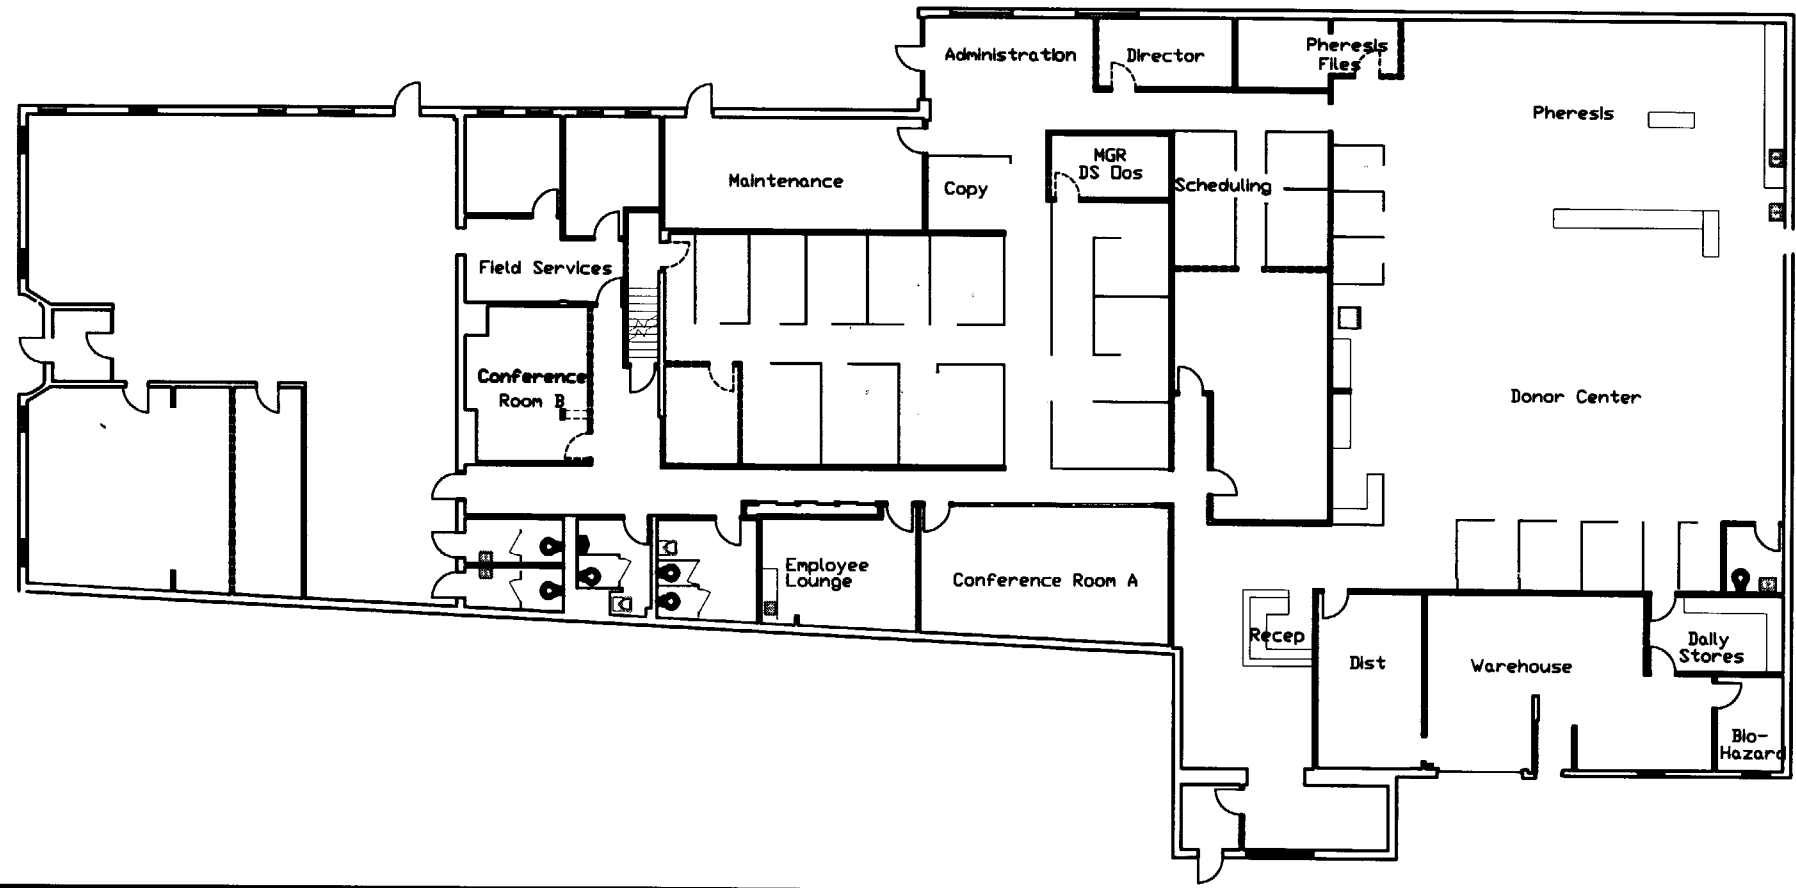 Administration
Director
Pheresis
Files
Pheresis
MGR
DS Oos
Maintenance
Copy
Scheduling
Field Services
Conference
Room B
Donor Center
Employee
Lounge
Conference Room A
Recep
Dist
Warehouse
Daily
Stores
Bio-
Hazard